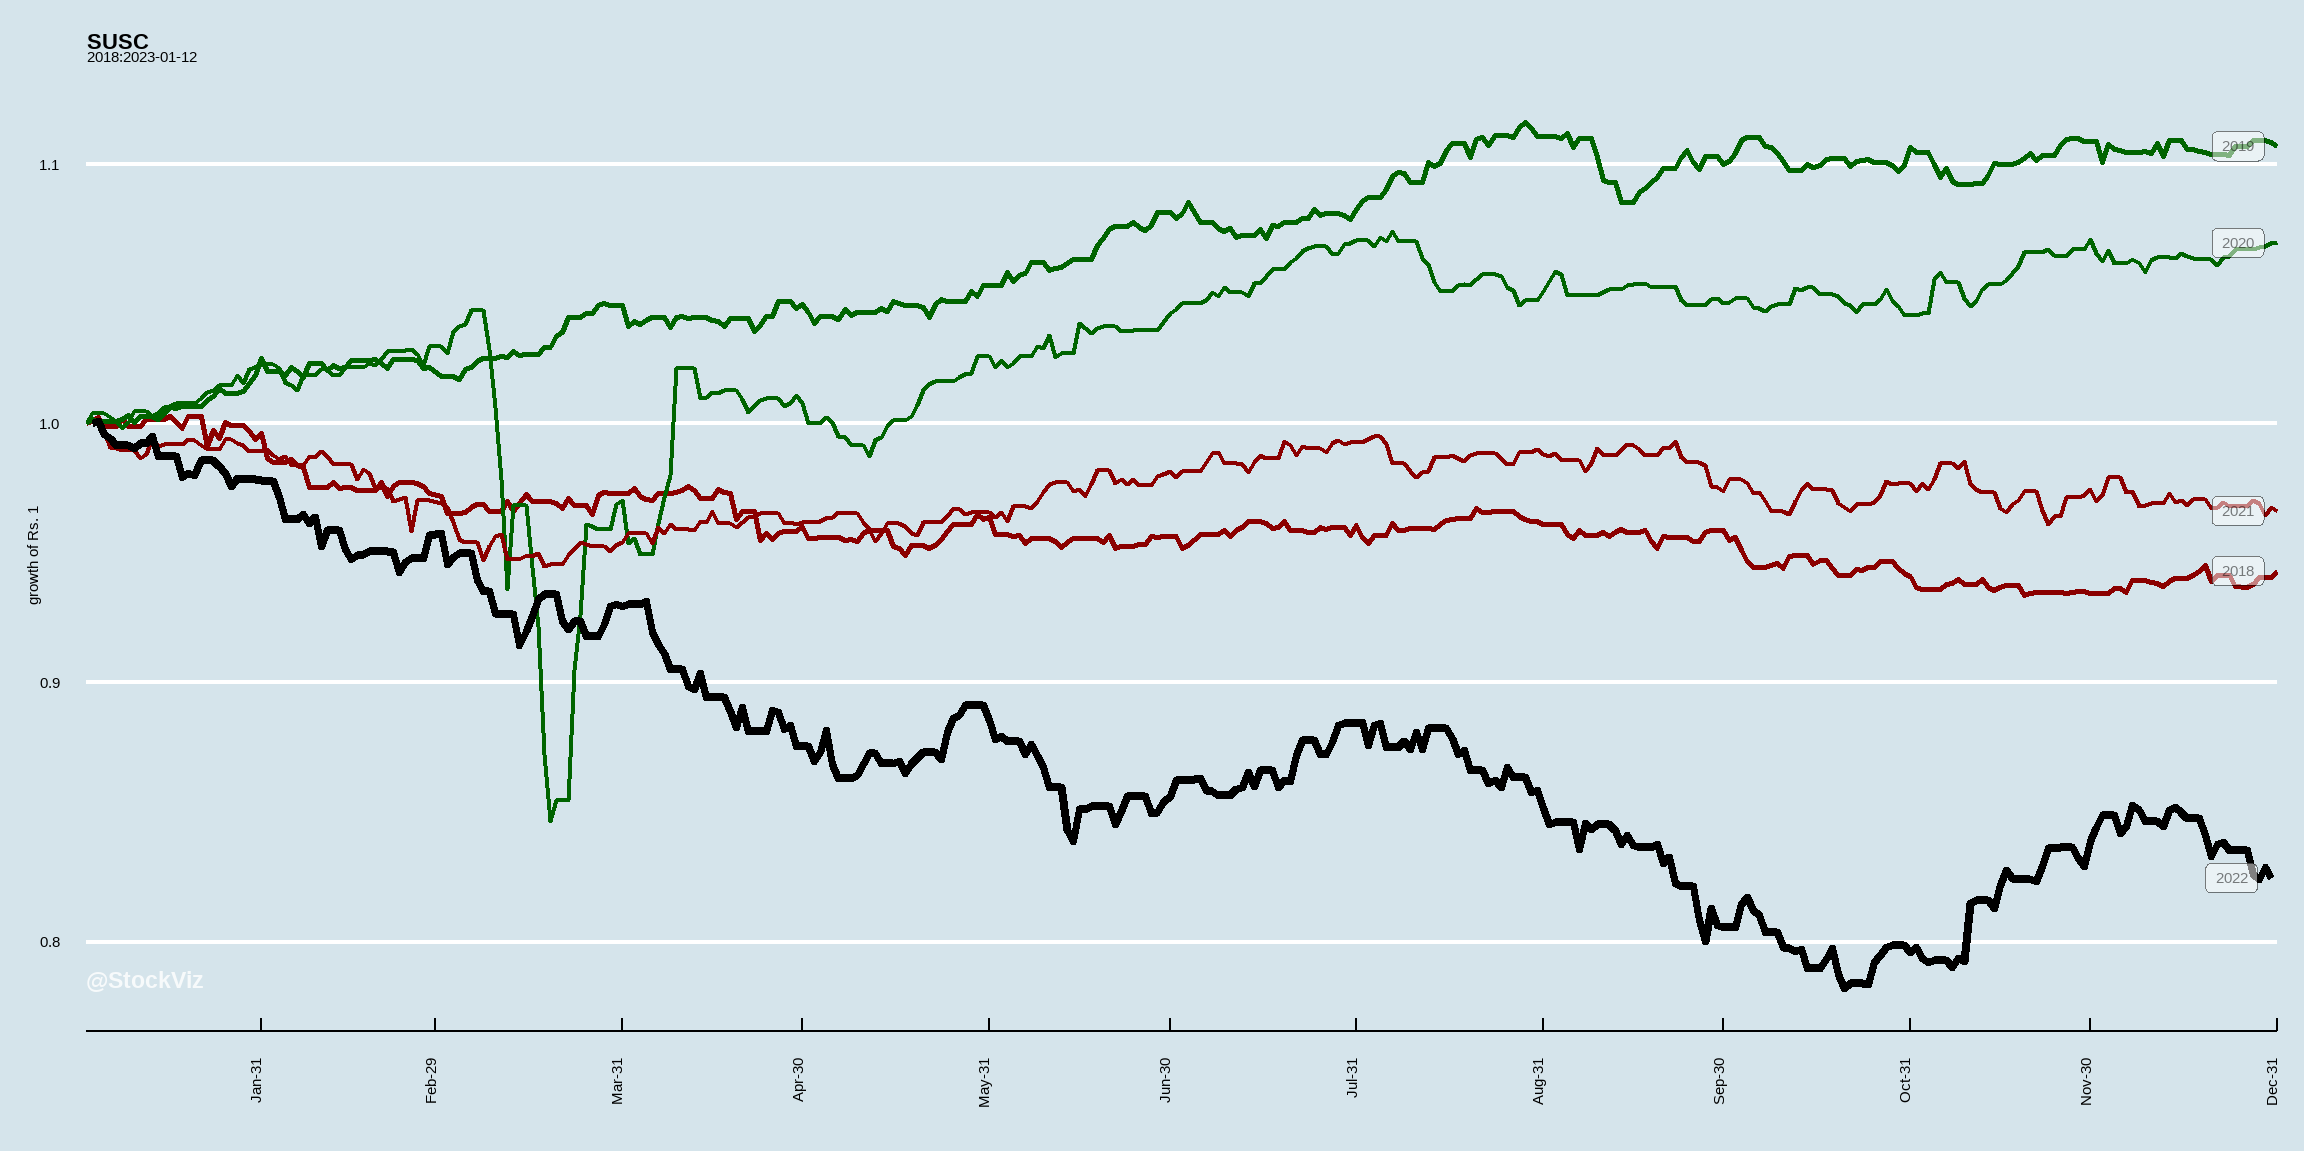 SUSC
2018:2023-01-12
growth of Rs. 1
1.1
1.0
0.9
0.8
2019
2020
2021
2018
2022
@StockViz
Jan-31
Feb-29
Mar-31
Apr-30
May-31
Jun-30
Jul-31
Aug-31
Sep-30
Oct-31
Nov-30
Dec-31